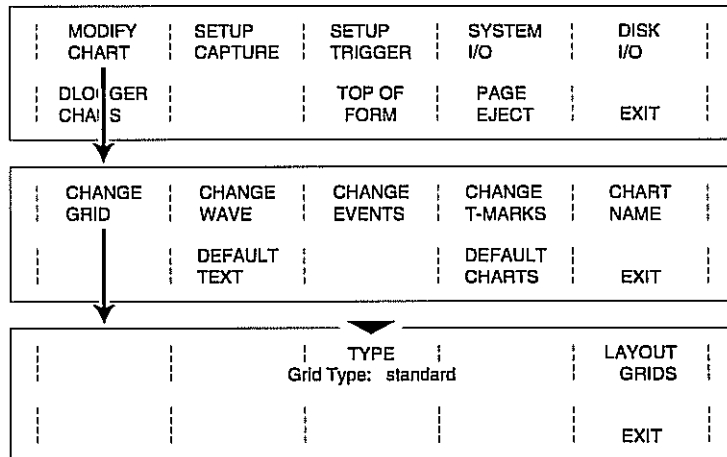 MODIFY SETUP SETUP SYSTEM DISK
CHART CAPTURE TRIGGER I/O I/O
DLOGGER TOP OF PAGE
CHANS FORM EJECT EXIT
CHANGE CHANGE CHANGE CHANGE CHART
GRID WAVE EVENTS T-MARKS NAME
DEFAULT DEFAULT
TEXT CHARTS EXIT
TYPE LAYOUT
Grid Type: standard GRIDS
EXIT